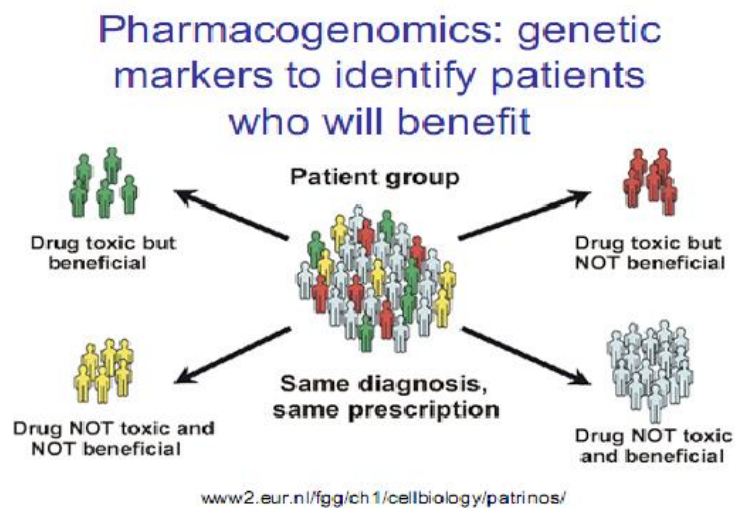 Pharmacogenomics: genetic
markers to identify patients
who will benefit
Patient group
Drug toxic but
beneficial
Drug toxic but
NOT beneficial
Same diagnosis,
same prescription
Drug NOT toxic and
NOT beneficial
Drug NOT toxic
and beneficial
www2.eur.nl/fgg/ch1/cellbiology/patrinos/